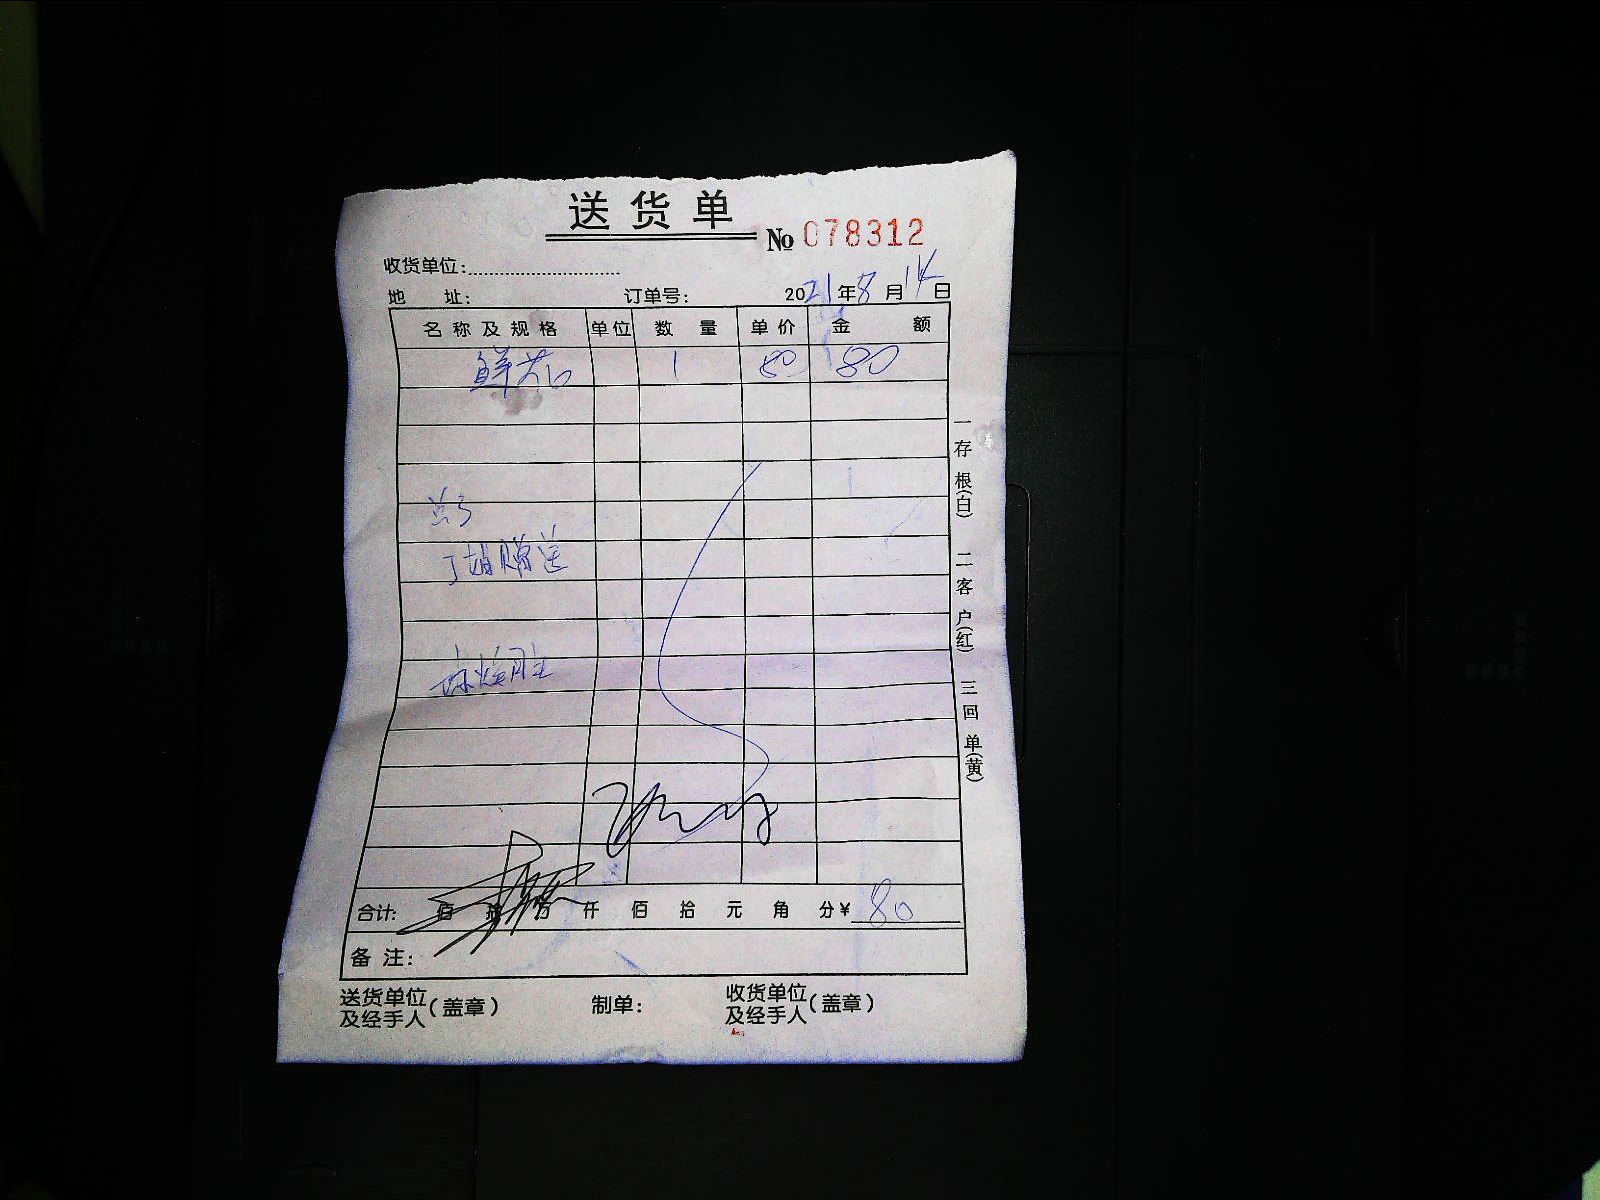 送货单
№ 078312
收货单位:
地 址: 订单号: 2021年8月14日
名称及规格 单位 数量 单价 金额
鲜花 1 80 80
丁 赠送
合计: 佰 拾 万 仟 佰 拾 元 角 分¥ 80
备注:
送货单位及经手人(盖章) 制单: 收货单位及经手人(盖章)
一存根(白) 二客户(红) 三回单(黄)